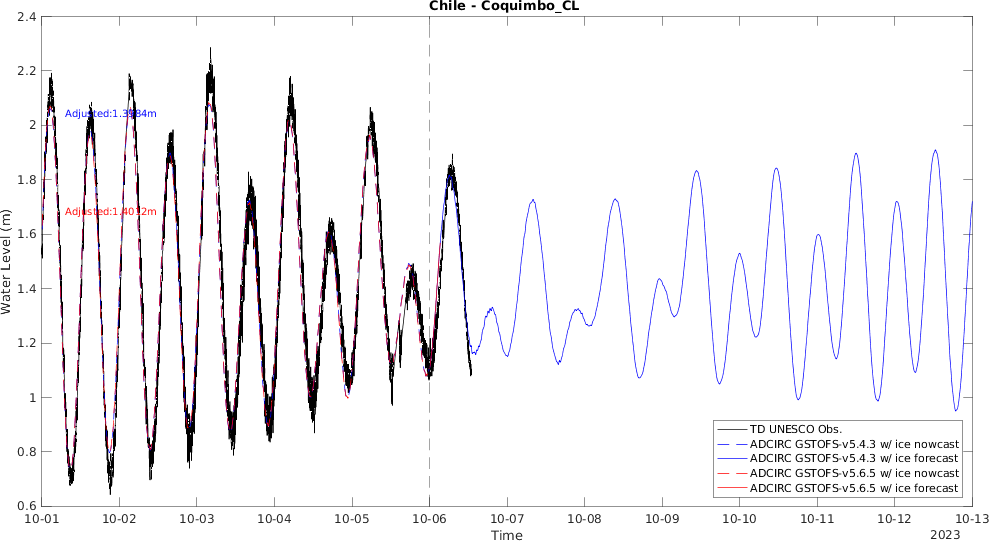 Chile - Coquimbo_CL
2.4
2.2
2
1.8
1.6
1.4
1.2
1
0.8
0.6
Water Level (m)
Adjusted:1.3984m
Adjusted:1.4012m
TD UNESCO Obs.
ADCIRC GSTOFS-v5.4.3 w/ ice nowcast
ADCIRC GSTOFS-v5.4.3 w/ ice forecast
ADCIRC GSTOFS-v5.6.5 w/ ice nowcast
ADCIRC GSTOFS-v5.6.5 w/ ice forecast
10-01 10-02 10-03 10-04 10-05 10-06 10-07 10-08 10-09 10-10 10-11 10-12 10-13
Time
2023